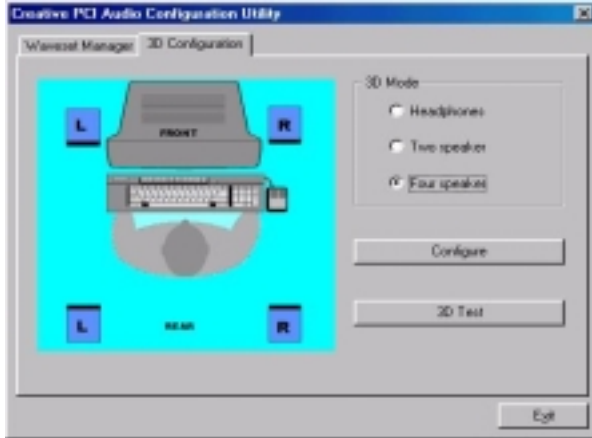 Creative PCI Audio Configuration Utility
Waveset Manager
3D Configuration
L
FRONT
R
L
REAR
R
3D Mode
Headphones
Two speaker
Four speaker
Configure
3D Test
Exit